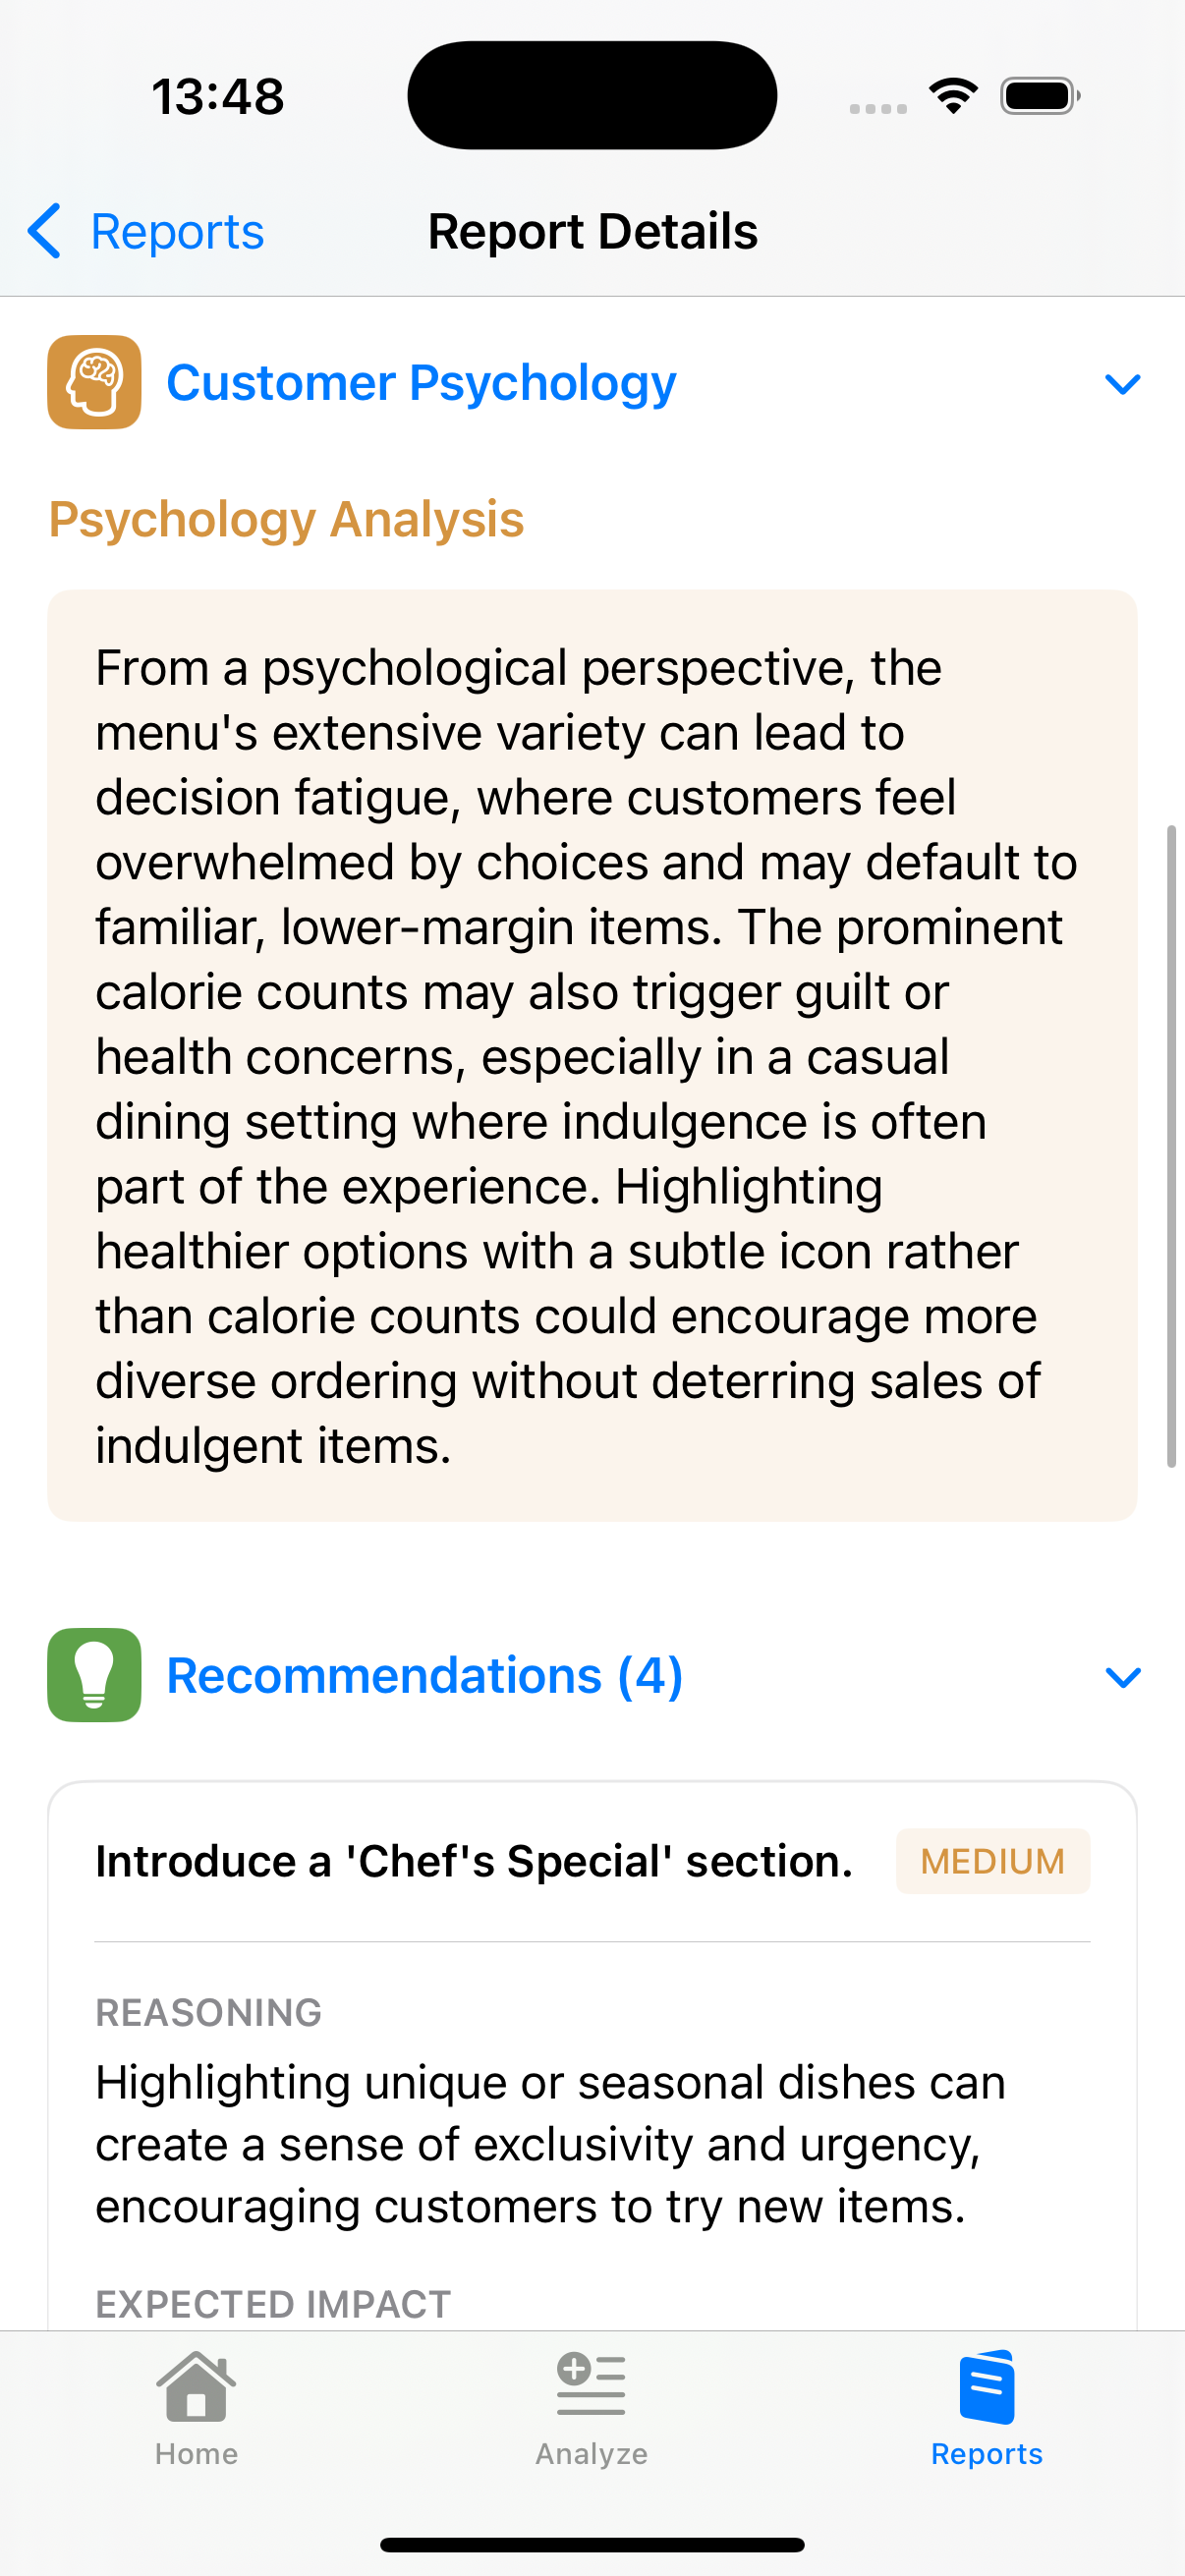 13:48
Reports
Report Details
Customer Psychology
Psychology Analysis
From a psychological perspective, the
menu's extensive variety can lead to
decision fatigue, where customers feel
overwhelmed by choices and may default to
familiar, lower-margin items. The prominent
calorie counts may also trigger guilt or
health concerns, especially in a casual
dining setting where indulgence is often
part of the experience. Highlighting
healthier options with a subtle icon rather
than calorie counts could encourage more
diverse ordering without deterring sales of
indulgent items.
Recommendations (4)
Introduce a 'Chef's Special' section.
MEDIUM
REASONING
Highlighting unique or seasonal dishes can
create a sense of exclusivity and urgency,
encouraging customers to try new items.
EXPECTED IMPACT
Home
Analyze
Reports